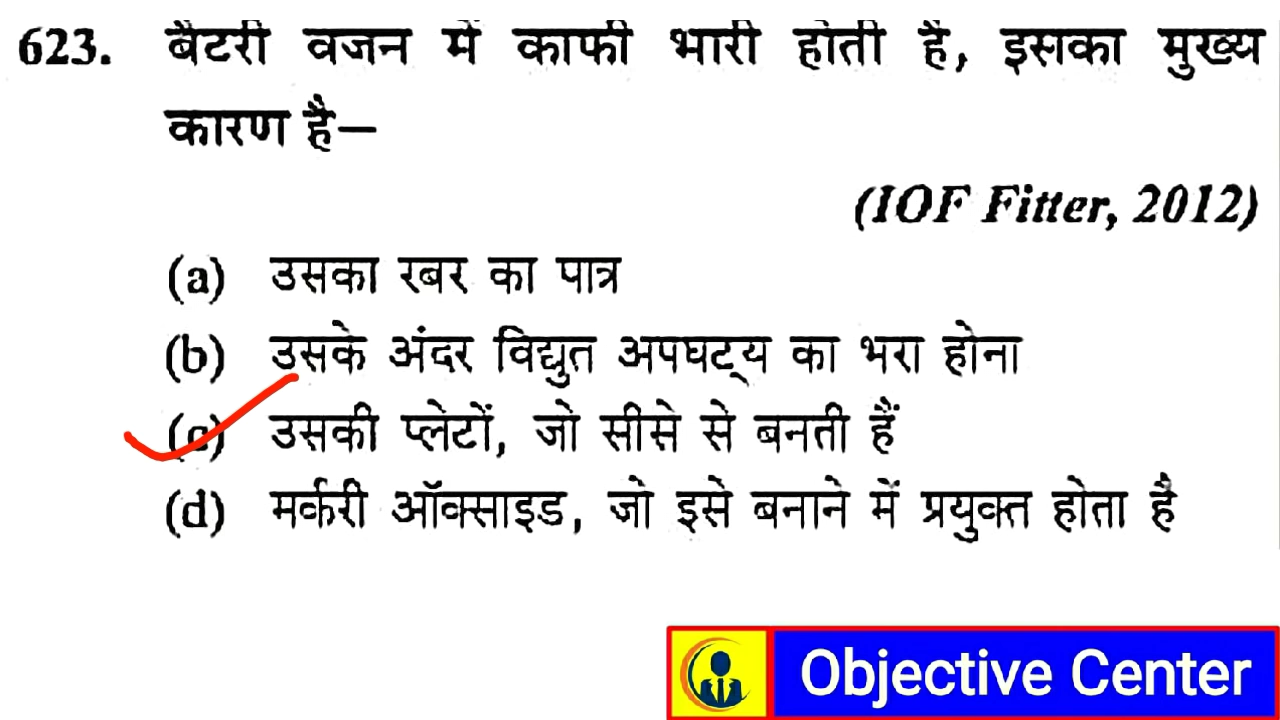 623. बैटरी वजन में काफी भारी होती है, इसका मुख्य
कारण है—
(IOF Fitter, 2012)
(a) उसका रबर का पात्र
(b) उसके अंदर विद्युत अपघट्य का भरा होना
(c) उसकी प्लेटों, जो सीसे से बनती हैं
(d) मर्करी ऑक्साइड, जो इसे बनाने में प्रयुक्त होता है
Objective Center